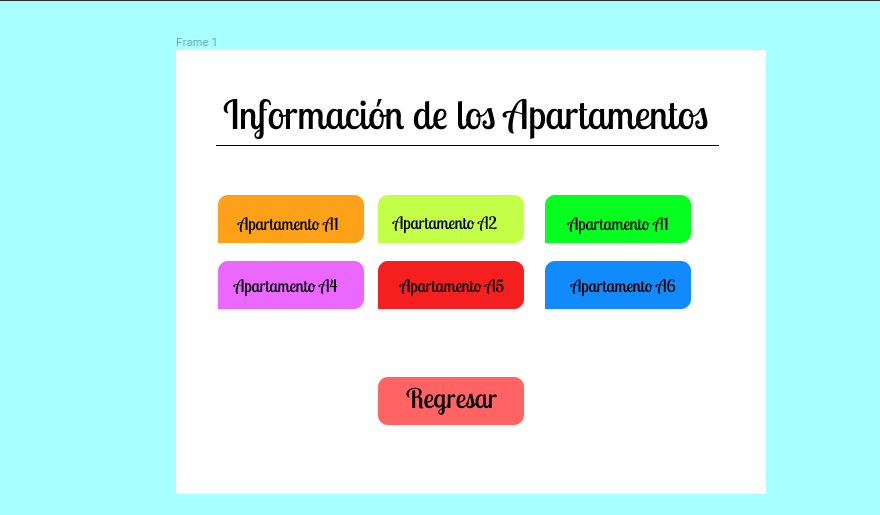 Frame 1
Información de los Apartamentos
Apartamento A1 Apartamento A2 Apartamento A1
Apartamento A4 Apartamento A5 Apartamento A6
Regresar